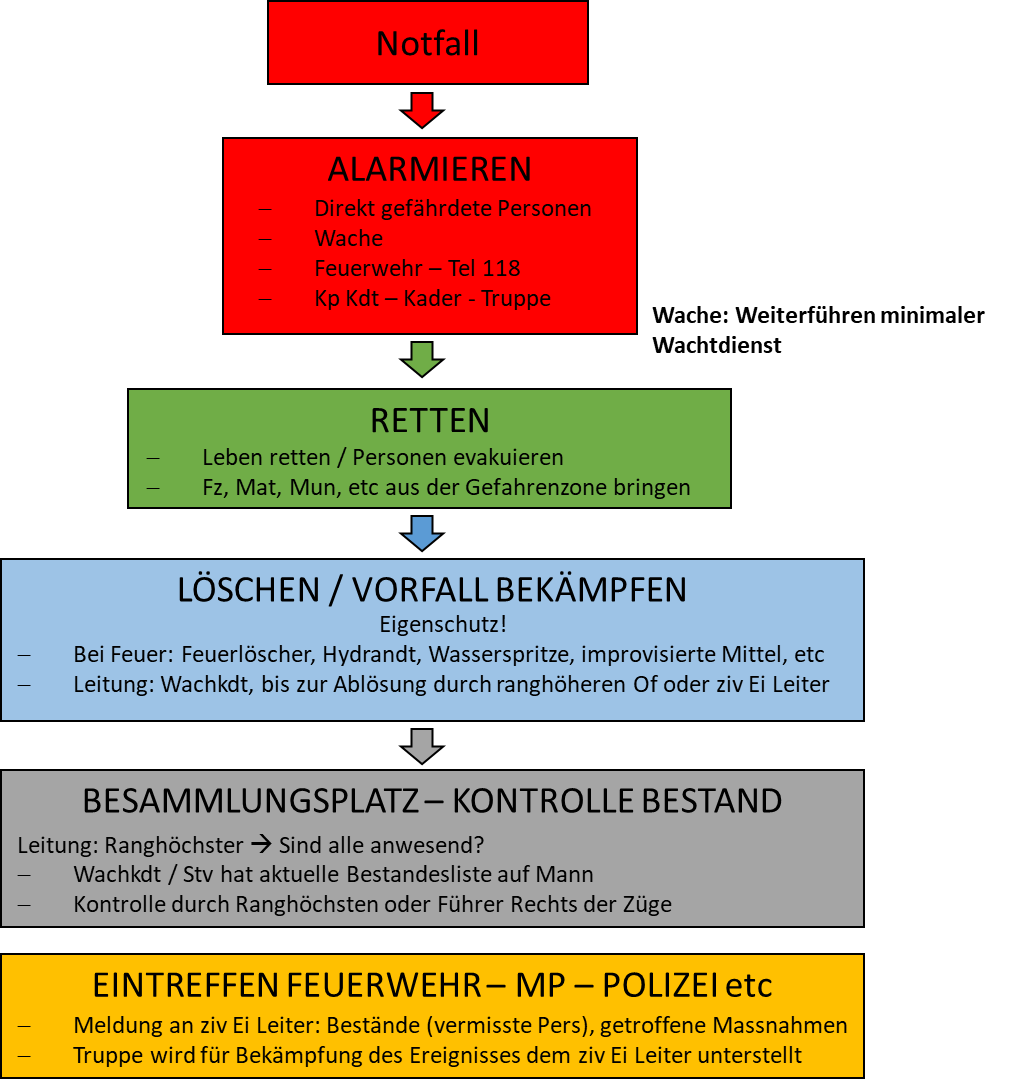 Notfall
ALARMIEREN
– Direkt gefährdete Personen
– Wache
– Feuerwehr – Tel 118
– Kp Kdt – Kader - Truppe
Wache: Weiterführen minimaler
Wachtdienst
RETTEN
– Leben retten / Personen evakuieren
– Fz, Mat, Mun, etc aus der Gefahrenzone bringen
LÖSCHEN / VORFALL BEKÄMPFEN
Eigenschutz!
– Bei Feuer: Feuerlöscher, Hydrandt, Wasserspritze, improvisierte Mittel, etc
– Leitung: Wachkdt, bis zur Ablösung durch ranghöheren Of oder ziv Ei Leiter
BESAMMLUNGSPLATZ – KONTROLLE BESTAND
Leitung: Ranghöchster → Sind alle anwesend?
– Wachkdt / Stv hat aktuelle Bestandesliste auf Mann
– Kontrolle durch Ranghöchsten oder Führer Rechts der Züge
EINTREFFEN FEUERWEHR – MP – POLIZEI etc
– Meldung an ziv Ei Leiter: Bestände (vermisste Pers), getroffene Massnahmen
– Truppe wird für Bekämpfung des Ereignisses dem ziv Ei Leiter unterstellt